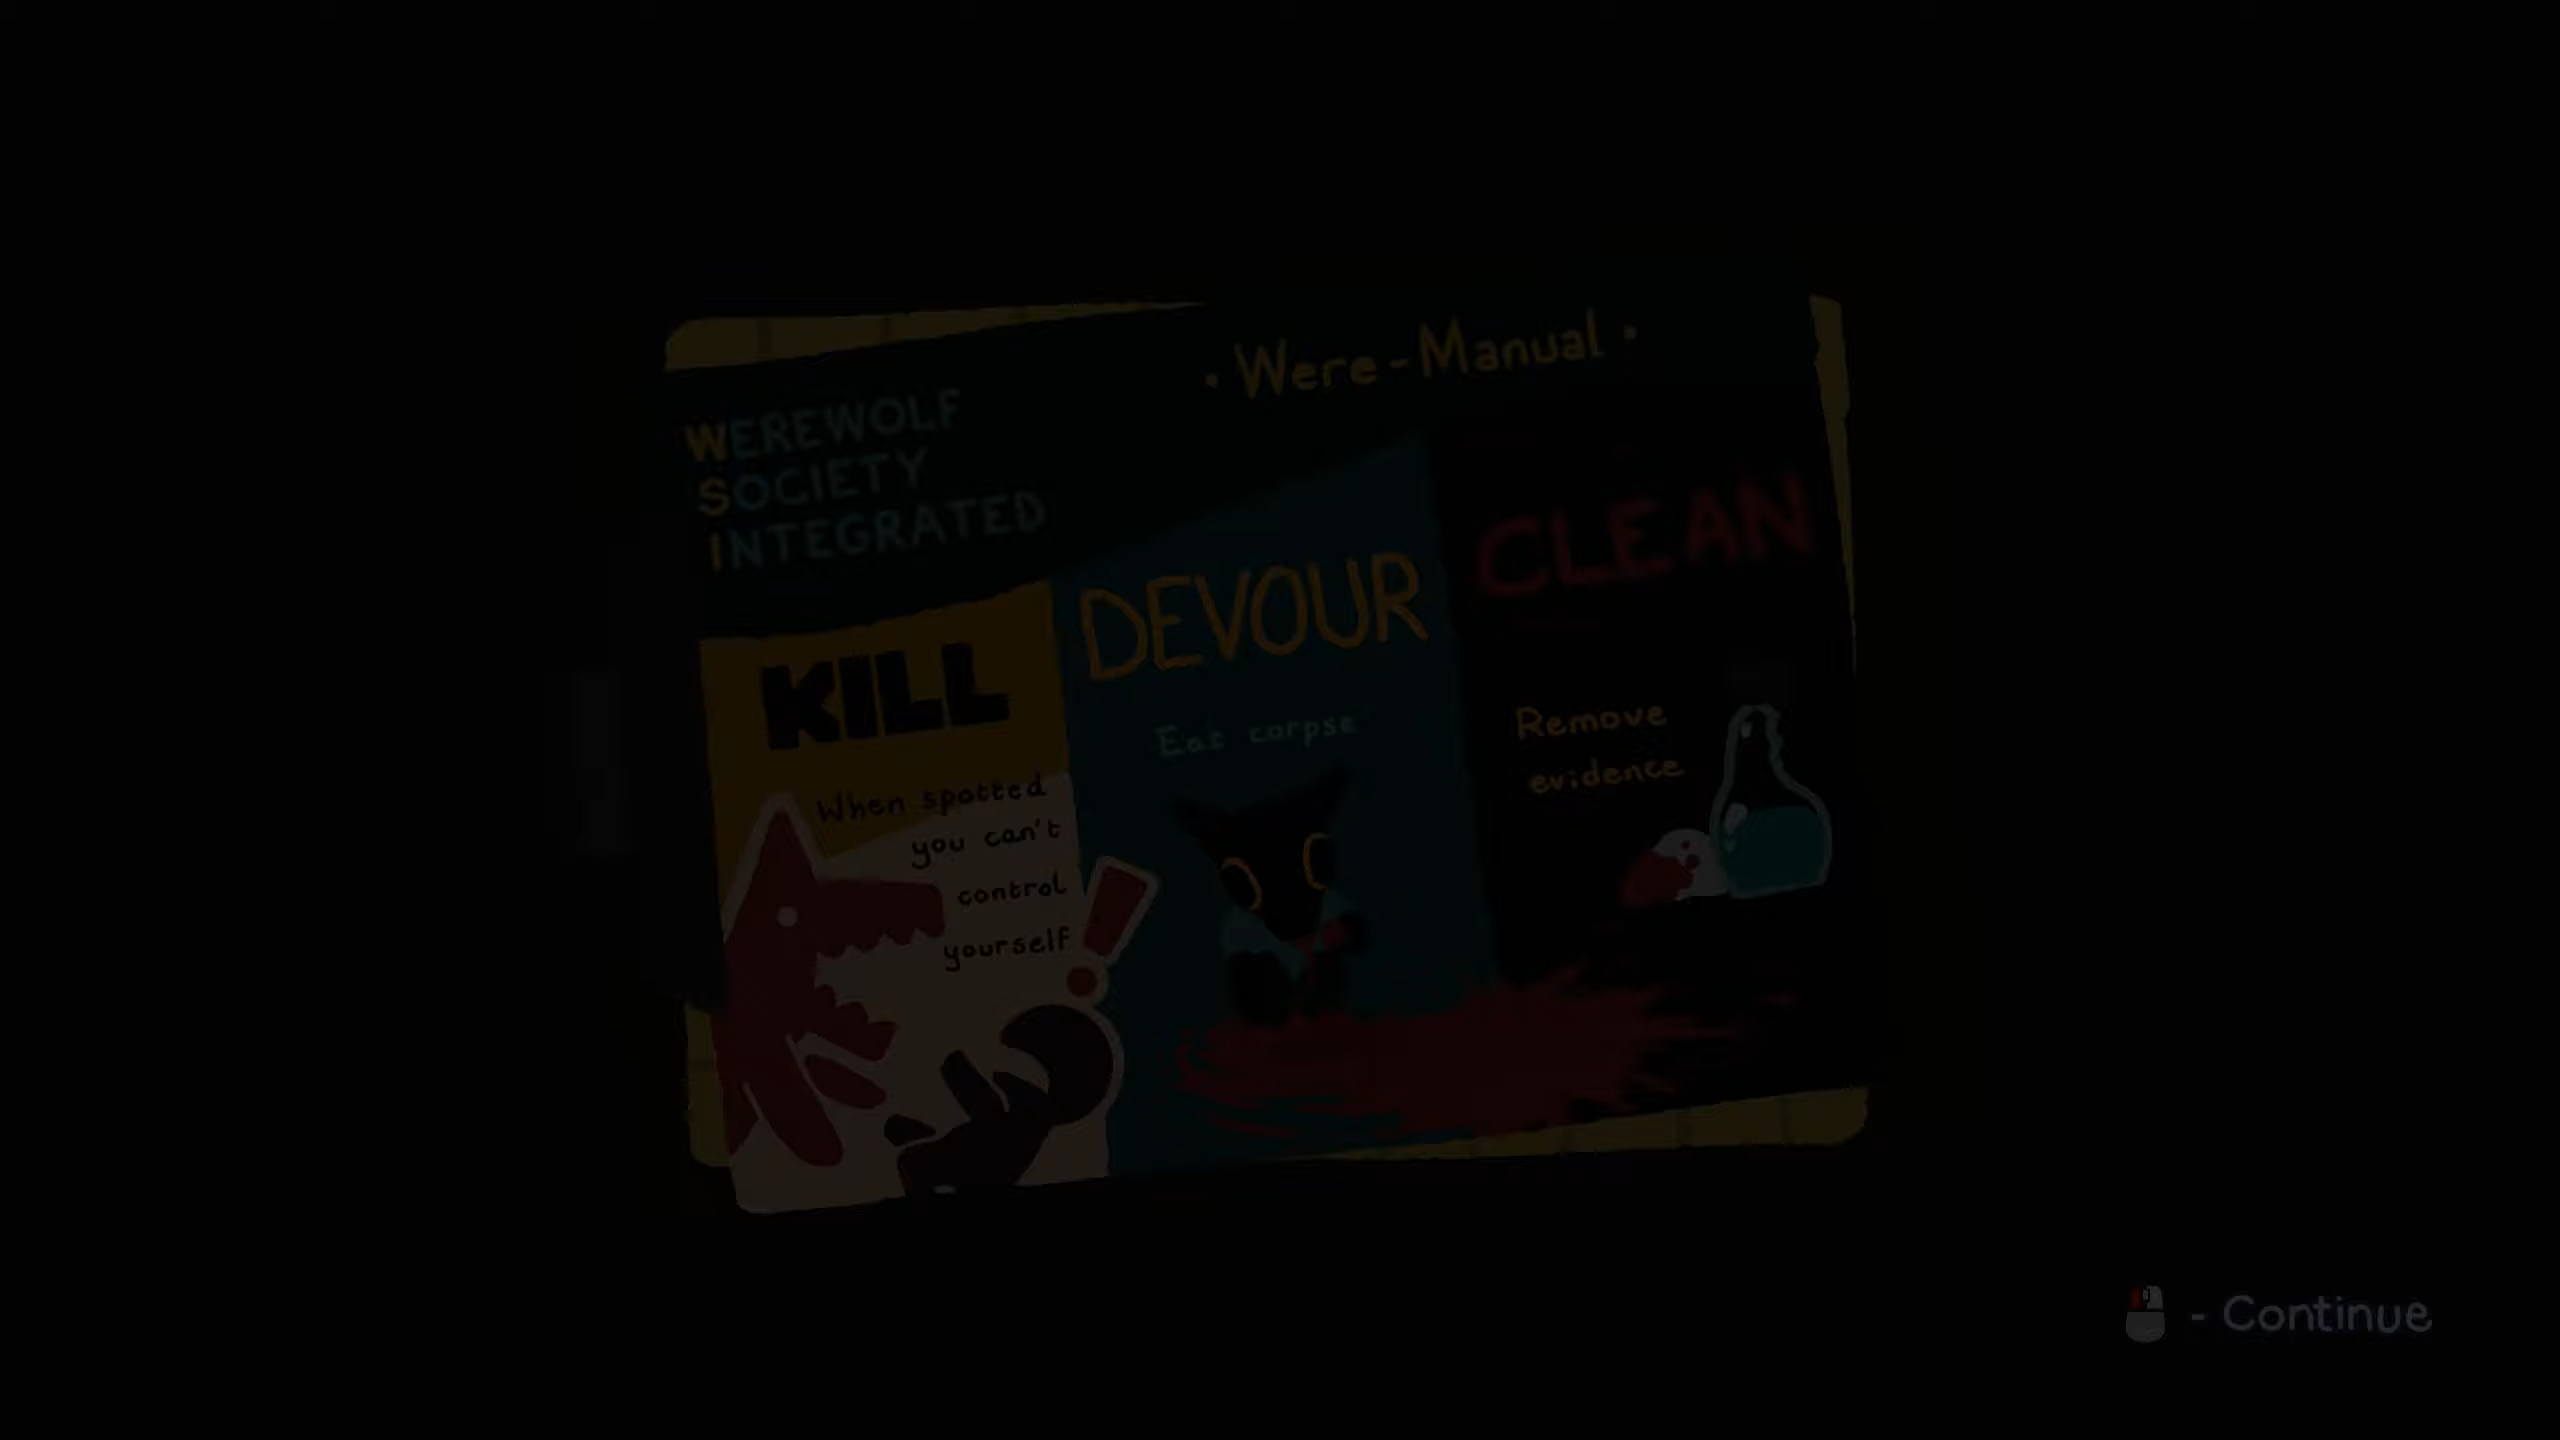 • Were-Manual •
WEREWOLF
SOCIETY
INTEGRATED
KILL
When spotted
you can't
control
yourself
DEVOUR
Eat corpse
CLEAN
Remove
evidence
- Continue